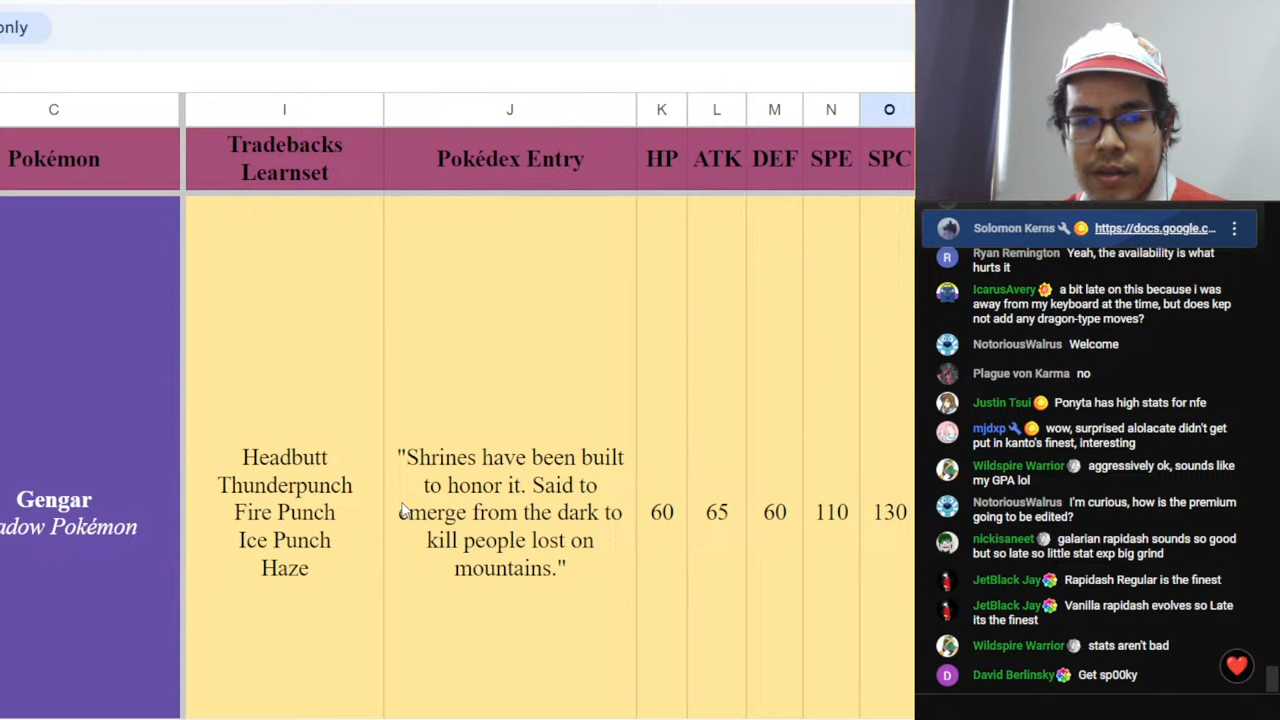 only
C
I
J
K
L
M
N
O
Pokémon
Tradebacks
Learnset
Pokédex Entry
HP
ATK
DEF
SPE
SPC
Gengar
adow Pokémon
Headbutt
Thunderpunch
Fire Punch
Ice Punch
Haze
"Shrines have been built
to honor it. Said to
emerge from the dark to
kill people lost on
mountains."
60
65
60
110
130
Solomon Kerns https://docs.google.c...
Ryan Remington Yeah, the availability is what
hurts it
IcarusAvery a bit late on this because i was
away from my keyboard at the time, but does kep
not add any dragon-type moves?
NotoriousWalrus Welcome
Plague von Karma no
Justin Tsui Ponyta has high stats for nfe
mjdxp wow, surprised alolacate didn't get
put in kanto's finest, interesting
Wildspire Warrior aggressively ok, sounds like
my GPA lol
NotoriousWalrus I'm curious, how is the premium
going to be edited?
nickisaneet galarian rapidash sounds so good
but so late so little stat exp big grind
JetBlack Jay Rapidash Regular is the finest
JetBlack Jay Vanilla rapidash evolves so Late
its the finest
Wildspire Warrior stats aren't bad
D David Berlinsky Get sp00ky